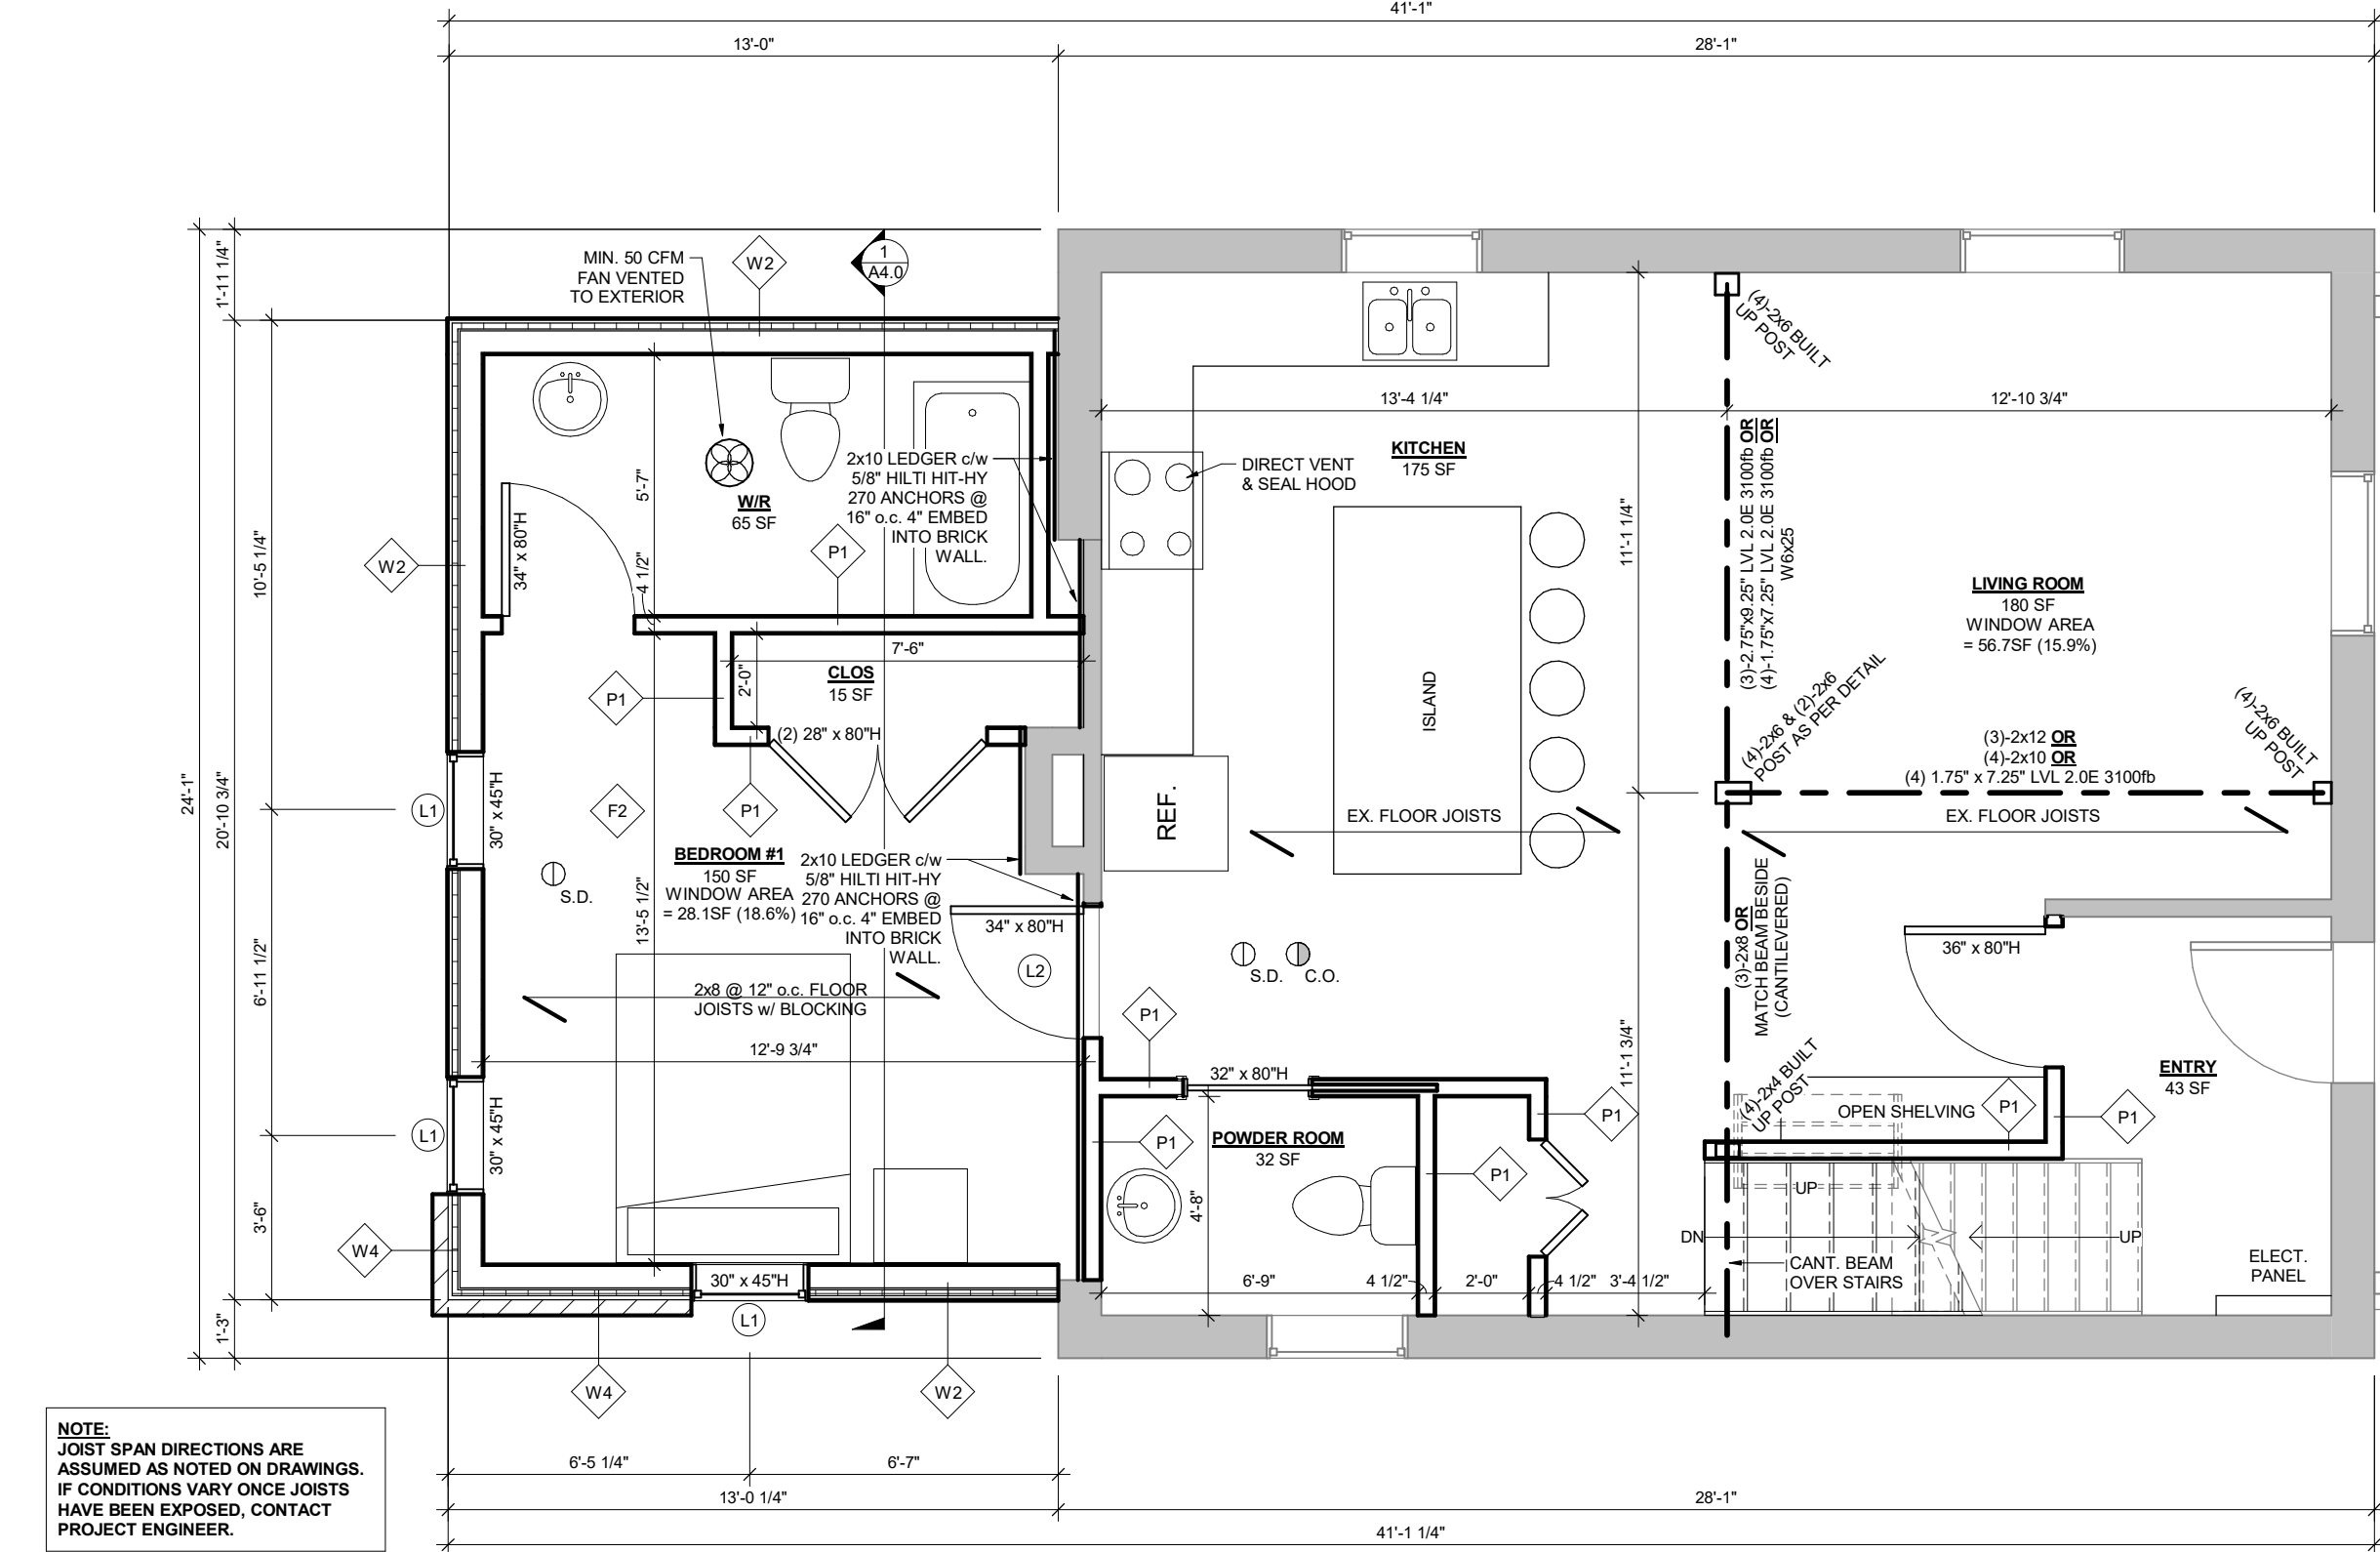 41'-1"
13'-0"
28'-1"
1'-11 1/4"
10'-5 1/4"
24'-1"
20'-10 3/4"
6'-11 1/2"
3'-6"
1'-3"
MIN. 50 CFM
FAN VENTED
TO EXTERIOR
W2
1
A4.0
W2
34" x 80"H
5'-7"
4 1/2"
W/R
65 SF
P1
2x10 LEDGER c/w
5/8" HILTI HIT-HY
270 ANCHORS @
16" o.c. 4" EMBED
INTO BRICK
WALL.
7'-6"
2'-0"
CLOS
15 SF
(2) 28" x 80"H
P1
P1
F2
L1
30" x 45"H
BEDROOM #1
150 SF
WINDOW AREA
= 28.1SF (18.6%)
S.D.
13'-5 1/2"
2x10 LEDGER c/w
5/8" HILTI HIT-HY
270 ANCHORS @
16" o.c. 4" EMBED
INTO BRICK
WALL.
34" x 80"H
L2
2x8 @ 12" o.c. FLOOR
JOISTS w/ BLOCKING
12'-9 3/4"
L1
30" x 45"H
W4
30" x 45"H
L1
W4
W2
13'-4 1/4"
12'-10 3/4"
KITCHEN
175 SF
DIRECT VENT
& SEAL HOOD
ISLAND
REF.
11'-1 1/4"
EX. FLOOR JOISTS
S.D.
C.O.
(4)-2x6 BUILT
UP POST
(3)-2.75"x9.25" LVL 2.0E 3100fb OR
(4)-1.75"x7.25" LVL 2.0E 3100fb OR
W6x25
LIVING ROOM
180 SF
WINDOW AREA
= 56.7SF (15.9%)
(4)-2x6 & (2)-2x6
POST AS PER DETAIL
(3)-2x12 OR
(4)-2x10 OR
(4) 1.75" x 7.25" LVL 2.0E 3100fb
(4)-2x6 BUILT
UP POST
EX. FLOOR JOISTS
(3)-2x8 OR
MATCH BEAM BESIDE
(CANTILEVERED)
11'-1 3/4"
36" x 80"H
ENTRY
43 SF
(4)-2x4 BUILT
UP POST
OPEN SHELVING
P1
P1
P1
32" x 80"H
P1
P1
POWDER ROOM
32 SF
P1
4'-8"
UP
DN
UP
CANT. BEAM
OVER STAIRS
ELECT.
PANEL
6'-9"
4 1/2"
2'-0"
4 1/2"
3'-4 1/2"
NOTE:
JOIST SPAN DIRECTIONS ARE
ASSUMED AS NOTED ON DRAWINGS.
IF CONDITIONS VARY ONCE JOISTS
HAVE BEEN EXPOSED, CONTACT
PROJECT ENGINEER.
6'-5 1/4"
6'-7"
13'-0 1/4"
28'-1"
41'-1 1/4"